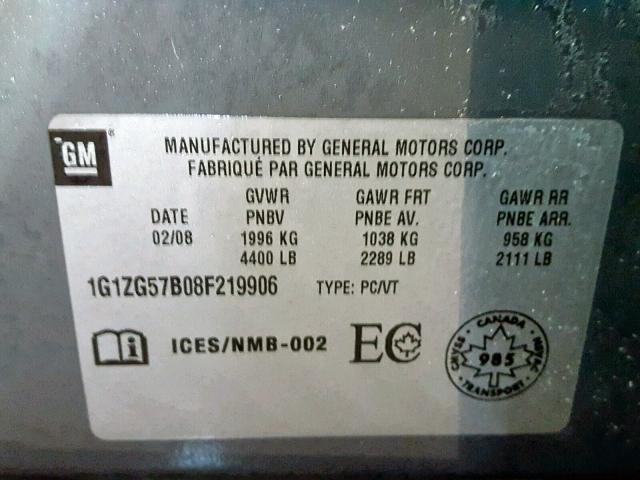 GM
MANUFACTURED BY GENERAL MOTORS CORP.
FABRIQUÉ PAR GENERAL MOTORS CORP.
GVWR GAWR FRT GAWR RR
DATE PNBV PNBE AV. PNBE ARR.
02/08 1996 KG 1038 KG 958 KG
4400 LB 2289 LB 2111 LB
1G1ZG57B08F219906 TYPE: PC/VT
i ICES/NMB-002 EC
CANADA
985
TRANSPORT